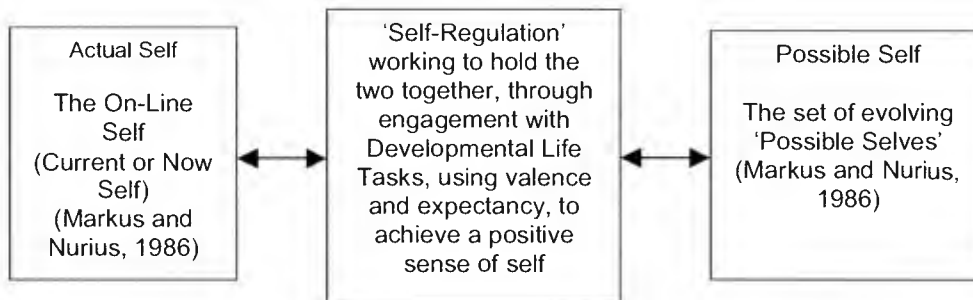 Actual Self
The On-Line
Self
(Current or Now
Self)
(Markus and
Nurius, 1986)
‘Self-Regulation’
working to hold the
two together, through
engagement with
Developmental Life
Tasks, using valence
and expectancy, to
achieve a positive
sense of self
Possible Self
The set of evolving
‘Possible Selves’
(Markus and Nurius,
1986)